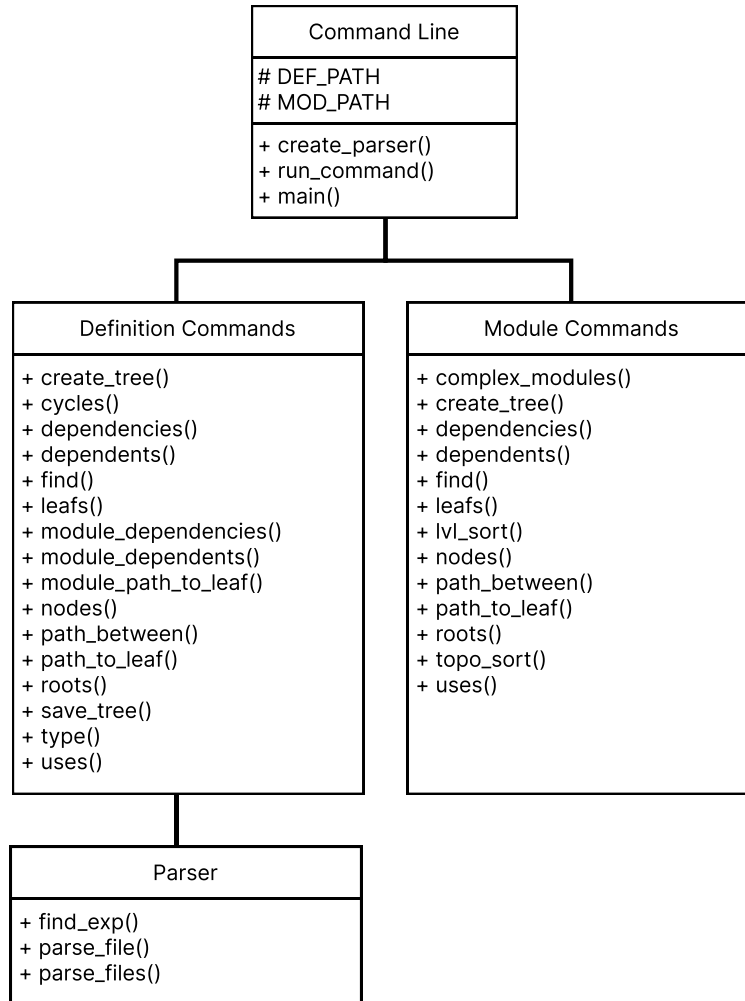 Command Line
# DEF_PATH
# MOD_PATH
+ create_parser()
+ run_command()
+ main()
Definition Commands
+ create_tree()
+ cycles()
+ dependencies()
+ dependents()
+ find()
+ leafs()
+ module_dependencies()
+ module_dependents()
+ module_path_to_leaf()
+ nodes()
+ path_between()
+ path_to_leaf()
+ roots()
+ save_tree()
+ type()
+ uses()
Module Commands
+ complex_modules()
+ create_tree()
+ dependencies()
+ dependents()
+ find()
+ leafs()
+ lvl_sort()
+ nodes()
+ path_between()
+ path_to_leaf()
+ roots()
+ topo_sort()
+ uses()
Parser
+ find_exp()
+ parse_file()
+ parse_files()